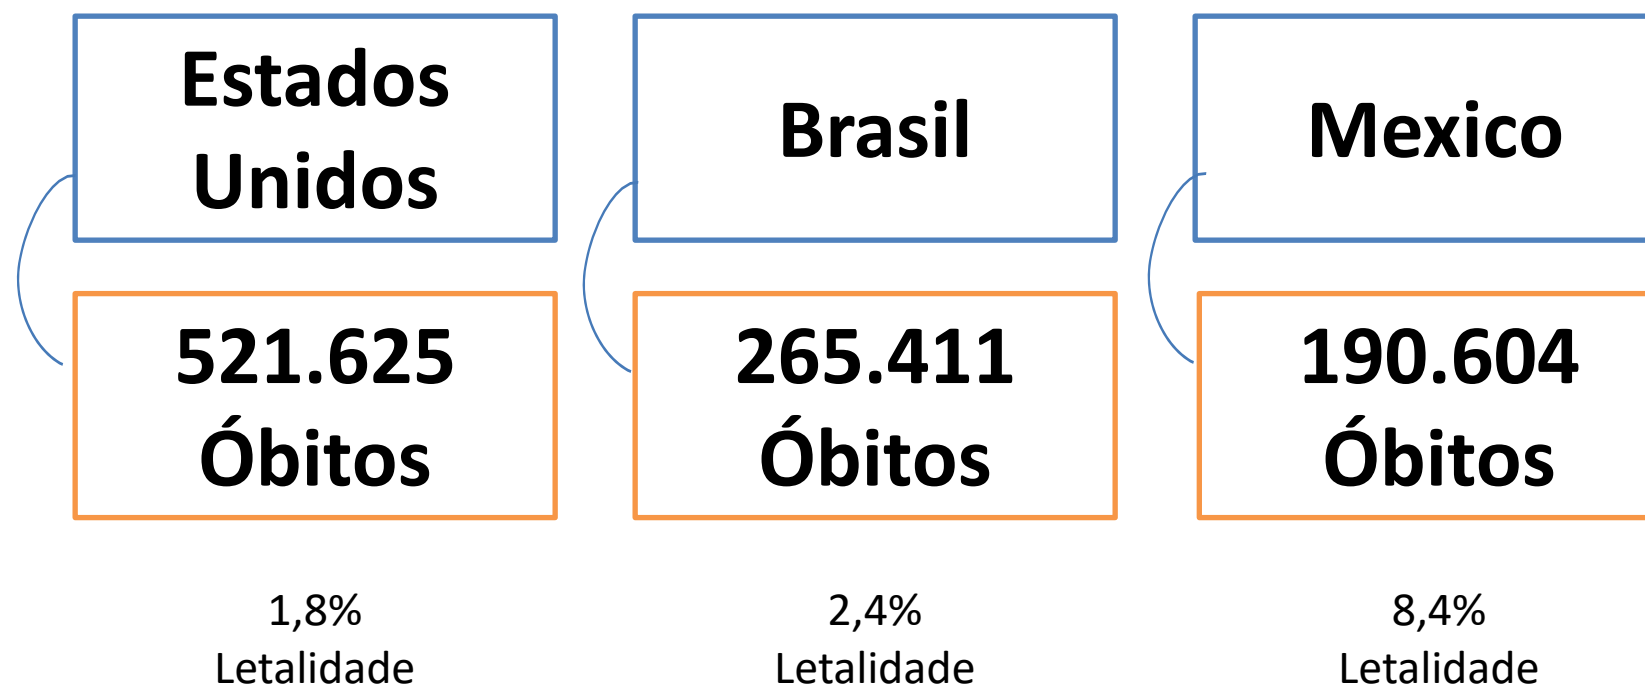 Estados
Unidos
521.625
Óbitos
1,8%
Letalidade
Brasil
265.411
Óbitos
2,4%
Letalidade
Mexico
190.604
Óbitos
8,4%
Letalidade